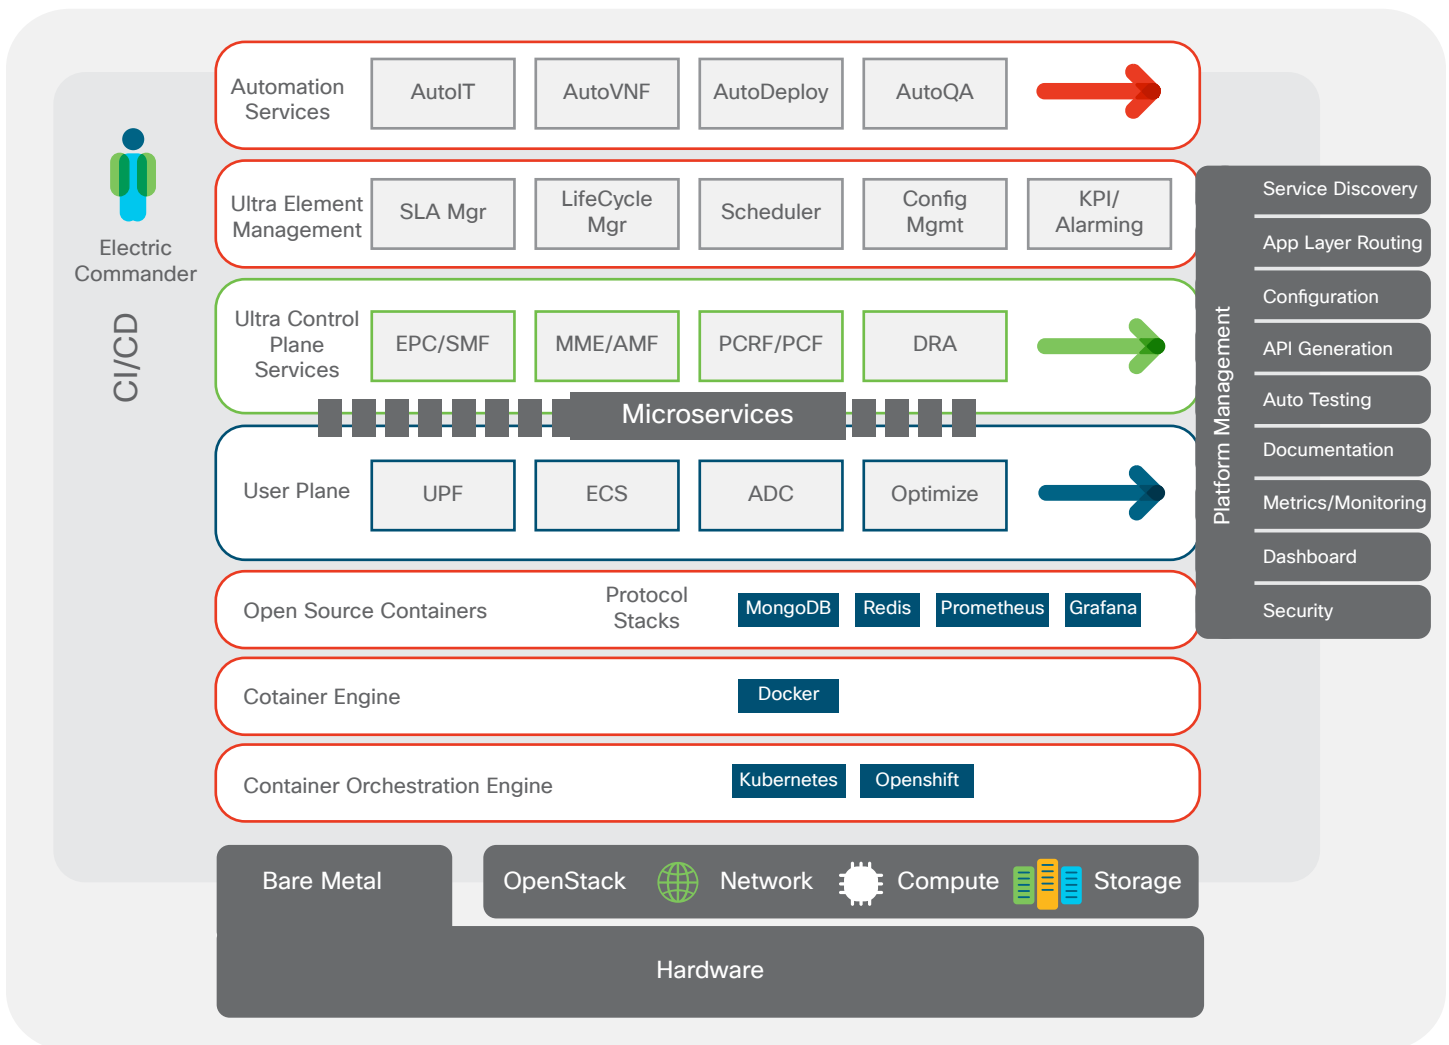 Automation
Services
AutoIT
AutoVNF
AutoDeploy
AutoQA
Electric
Commander
CI/CD
Ultra Element
Management
SLA Mgr
LifeCycle
Mgr
Scheduler
Config
Mgmt
KPI/
Alarming
Ultra Control
Plane
Services
EPC/SMF
MME/AMF
PCRF/PCF
DRA
Microservices
User Plane
UPF
ECS
ADC
Optimize
Open Source Containers
Protocol
Stacks
MongoDB
Redis
Prometheus
Grafana
Cotainer Engine
Docker
Container Orchestration Engine
Kubernetes
Openshift
Platform Management
Service Discovery
App Layer Routing
Configuration
API Generation
Auto Testing
Documentation
Metrics/Monitoring
Dashboard
Security
Bare Metal
OpenStack
Network
Compute
Storage
Hardware